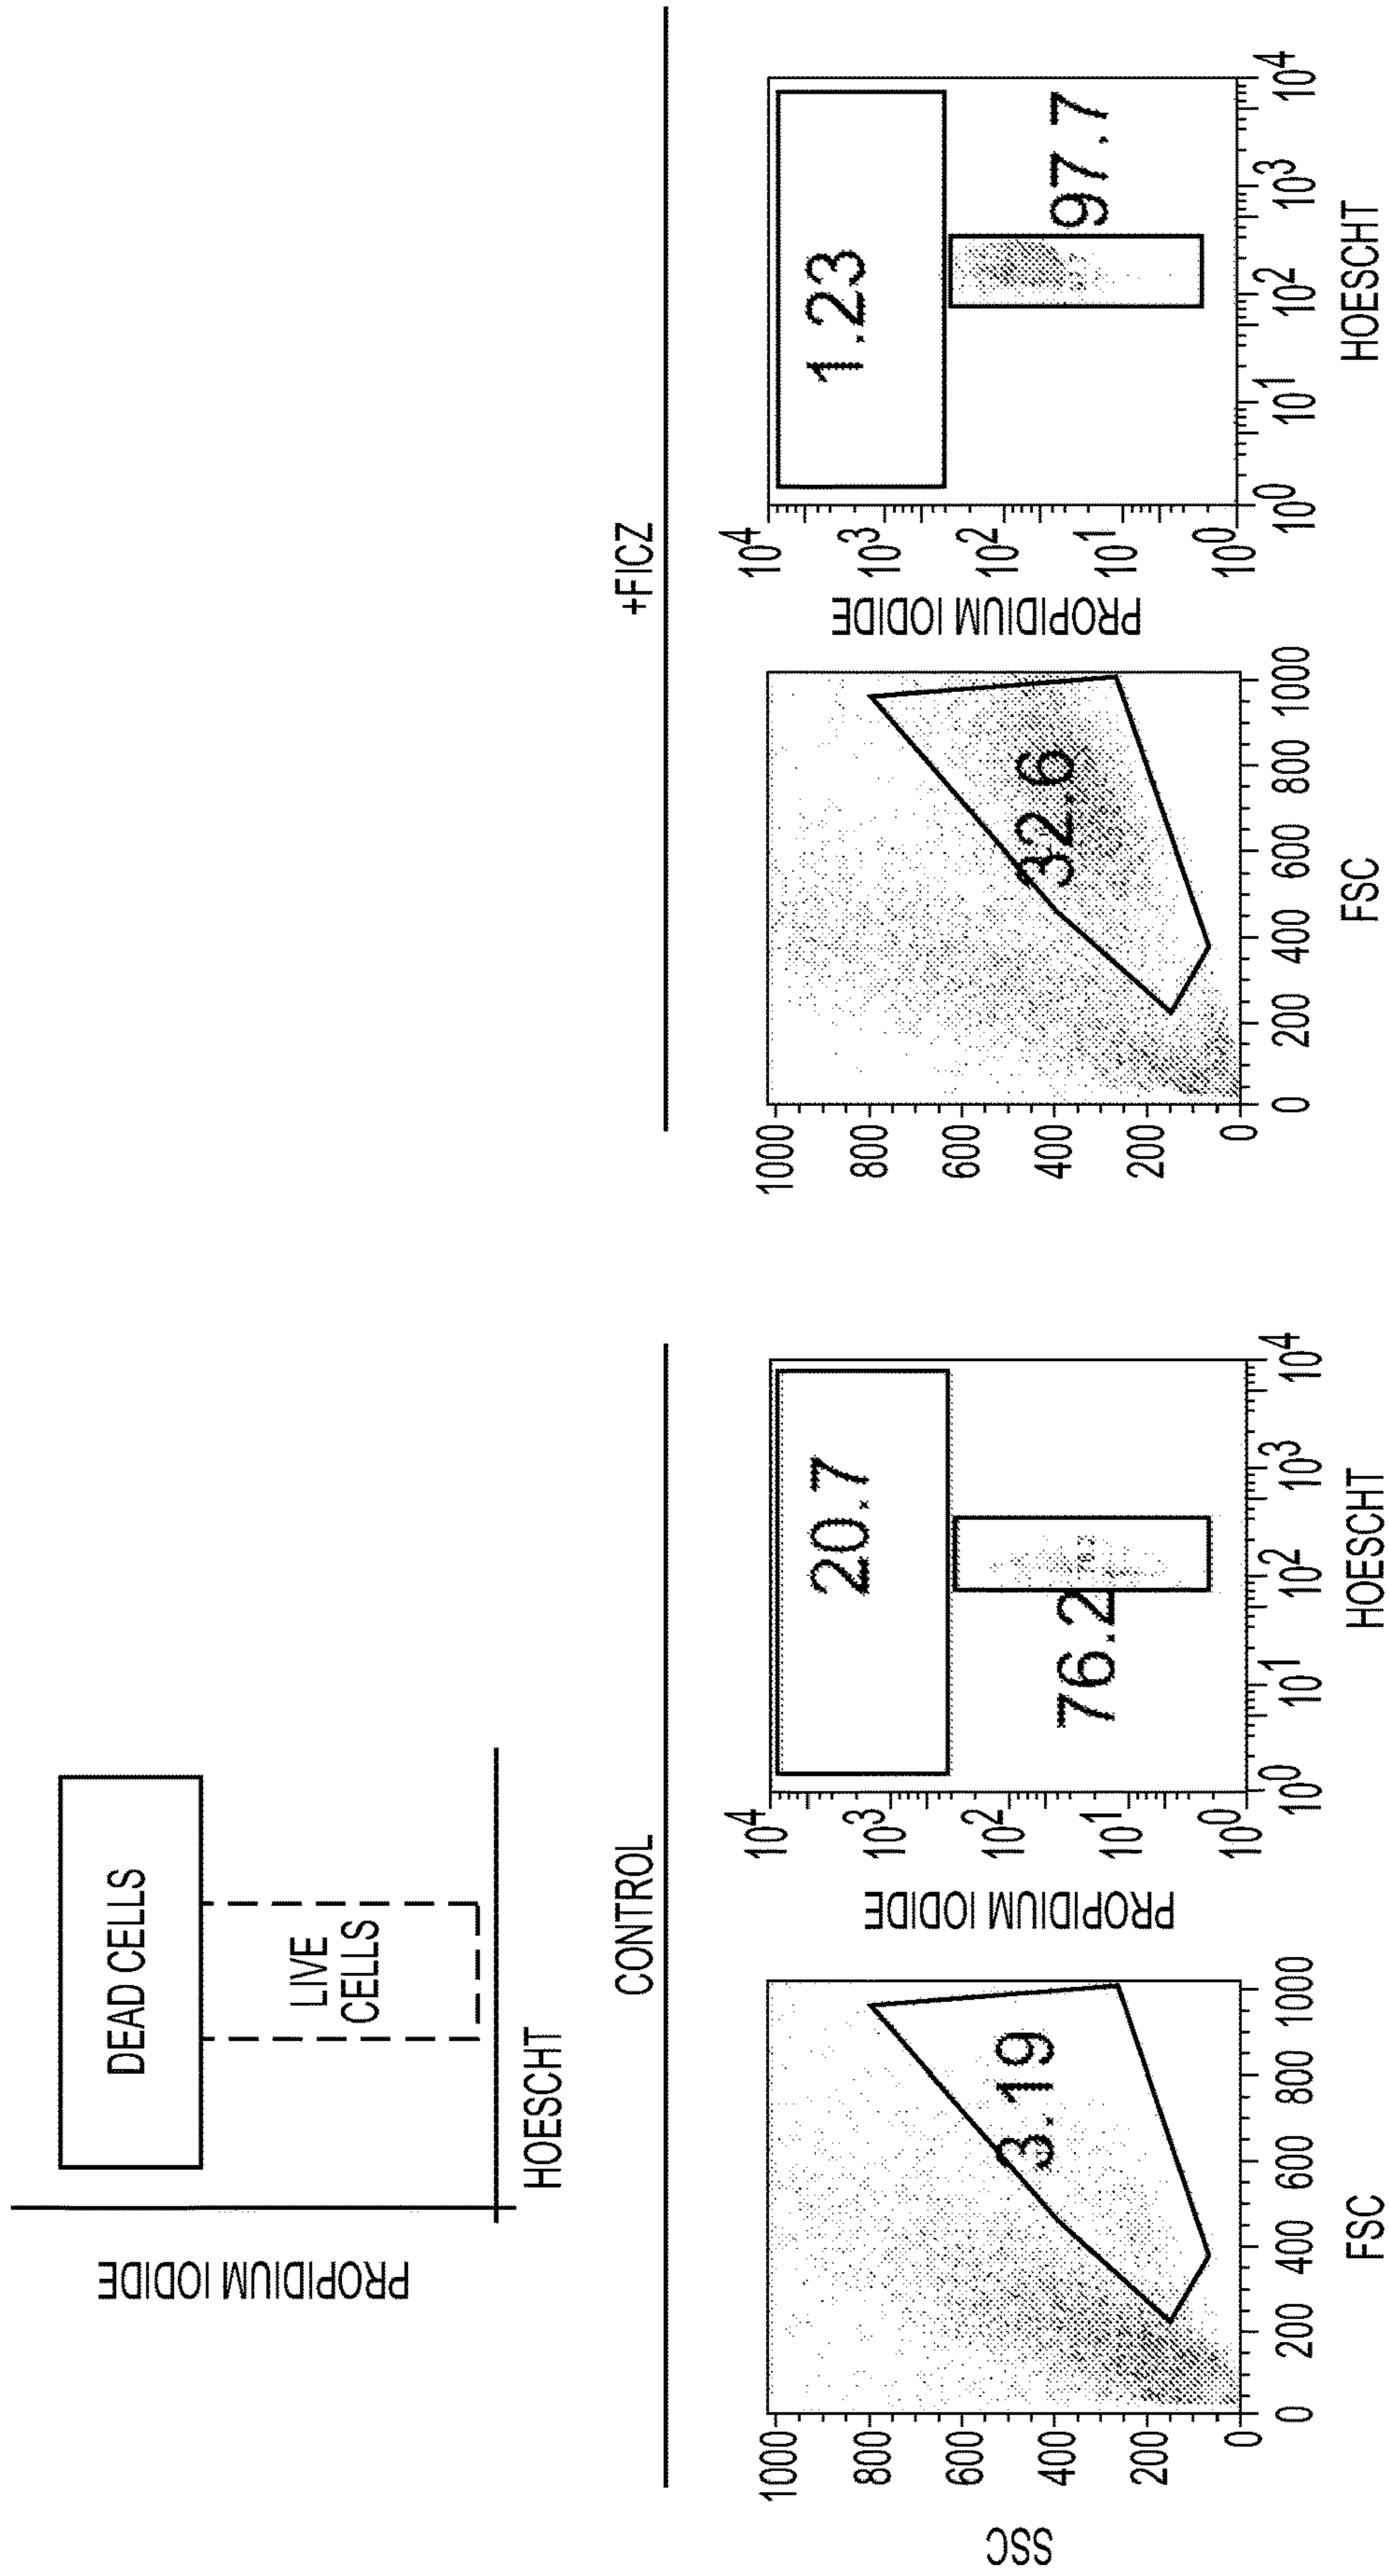 PROPIDIUM IODIDE
DEAD CELLS
LIVE
CELLS
HOESCHT
CONTROL
SSC
1000
800
600
400
200
0
0 200 400 600 800 1000
FSC
3.19
PROPIDIUM IODIDE
10^4
10^3
10^2
10^1
10^0
10^0 10^1 10^2 10^3 10^4
HOESCHT
20.7
76.2
+FICZ
1000
800
600
400
200
0
0 200 400 600 800 1000
FSC
32.6
PROPIDIUM IODIDE
10^4
10^3
10^2
10^1
10^0
10^0 10^1 10^2 10^3 10^4
HOESCHT
1.23
97.7